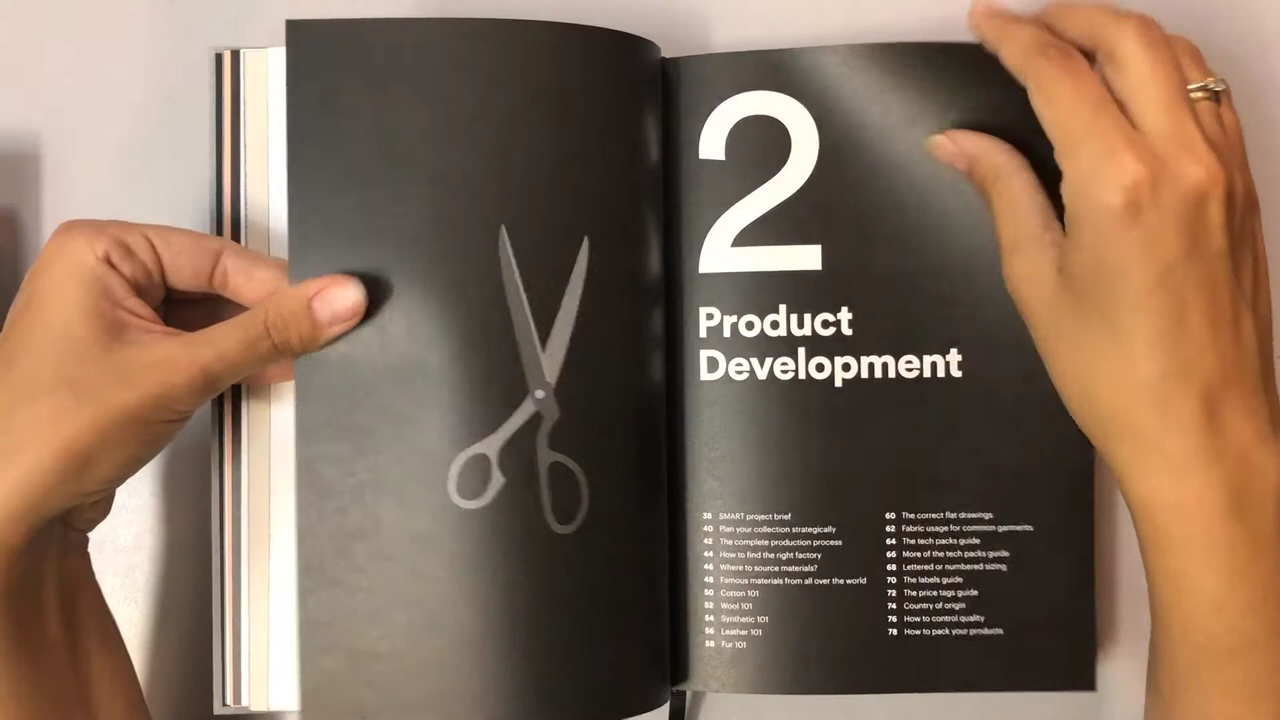 2
Product
Development
38 SMART project brief
40 Plan your collection strategically
42 The complete production process
44 How to find the right factory
46 Where to source materials?
48 Famous materials from all over the world
50 Cotton 101
52 Wool 101
54 Synthetic 101
56 Leather 101
58 Fur 101
60 The correct flat drawings
62 Fabric usage for common garments
64 The tech packs guide
66 More of the tech packs guide
68 Lettered or numbered sizing
70 The labels guide
72 The price tags guide
74 Country of origin
76 How to control quality
78 How to pack your products